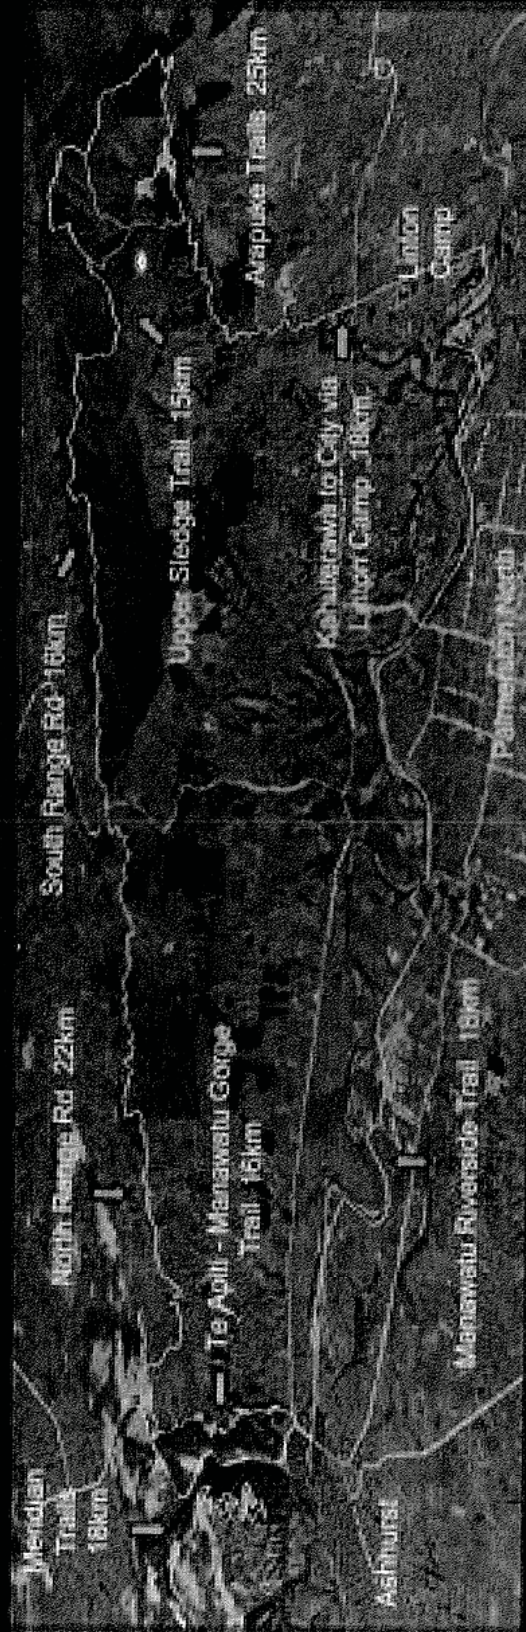 Meridian
Trails
18km
North Range Rd 22km
South Range Rd 16km
Te Apiti - Manawatu Gorge
Trail 16km
Upper Sledge Trail 15km
Arapuke Trails 25km
Kahuterawa to City via
Linton Camp 18km
Linton
Camp
Ashhurst
Manawatu Riverside Trail 18km
Palmerston North